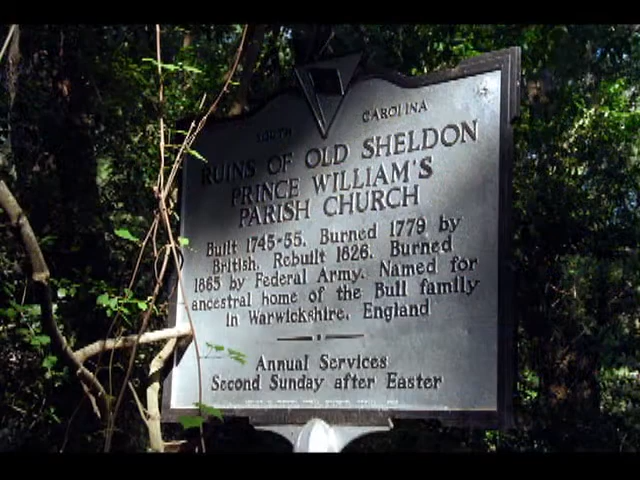 SOUTH CAROLINA
RUINS OF OLD SHELDON
PRINCE WILLIAM'S
PARISH CHURCH
Built 1745-55. Burned 1779 by
British. Rebuilt 1826. Burned
1865 by Federal Army. Named for
ancestral home of the Bull family
in Warwickshire, England
Annual Services
Second Sunday after Easter